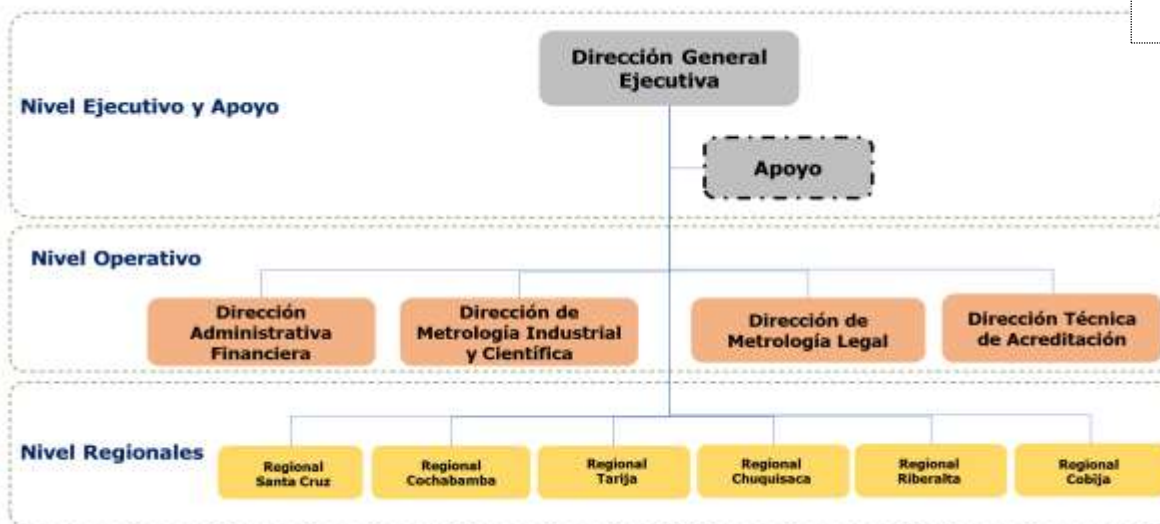 Dirección General
Ejecutiva
Nivel Ejecutivo y Apoyo
Apoyo
Nivel Operativo
Dirección
Administrativa
Financiera
Dirección de
Metrología Industrial
y Científica
Dirección de
Metrología Legal
Dirección Técnica
de Acreditación
Nivel Regionales
Regional
Santa Cruz
Regional
Cochabamba
Regional
Tarija
Regional
Chuquisaca
Regional
Riberalta
Regional
Cobija